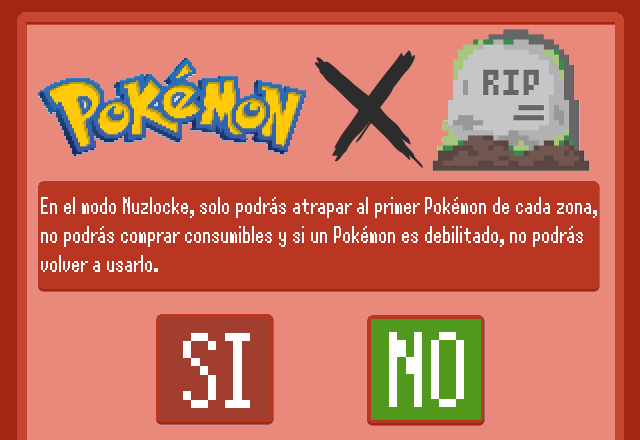 POKéMON
RIP
En el modo Nuzlocke, solo podrás atrapar al primer Pokémon de cada zona,
no podrás comprar consumibles y si un Pokémon es debilitado, no podrás
volver a usarlo.
SI NO